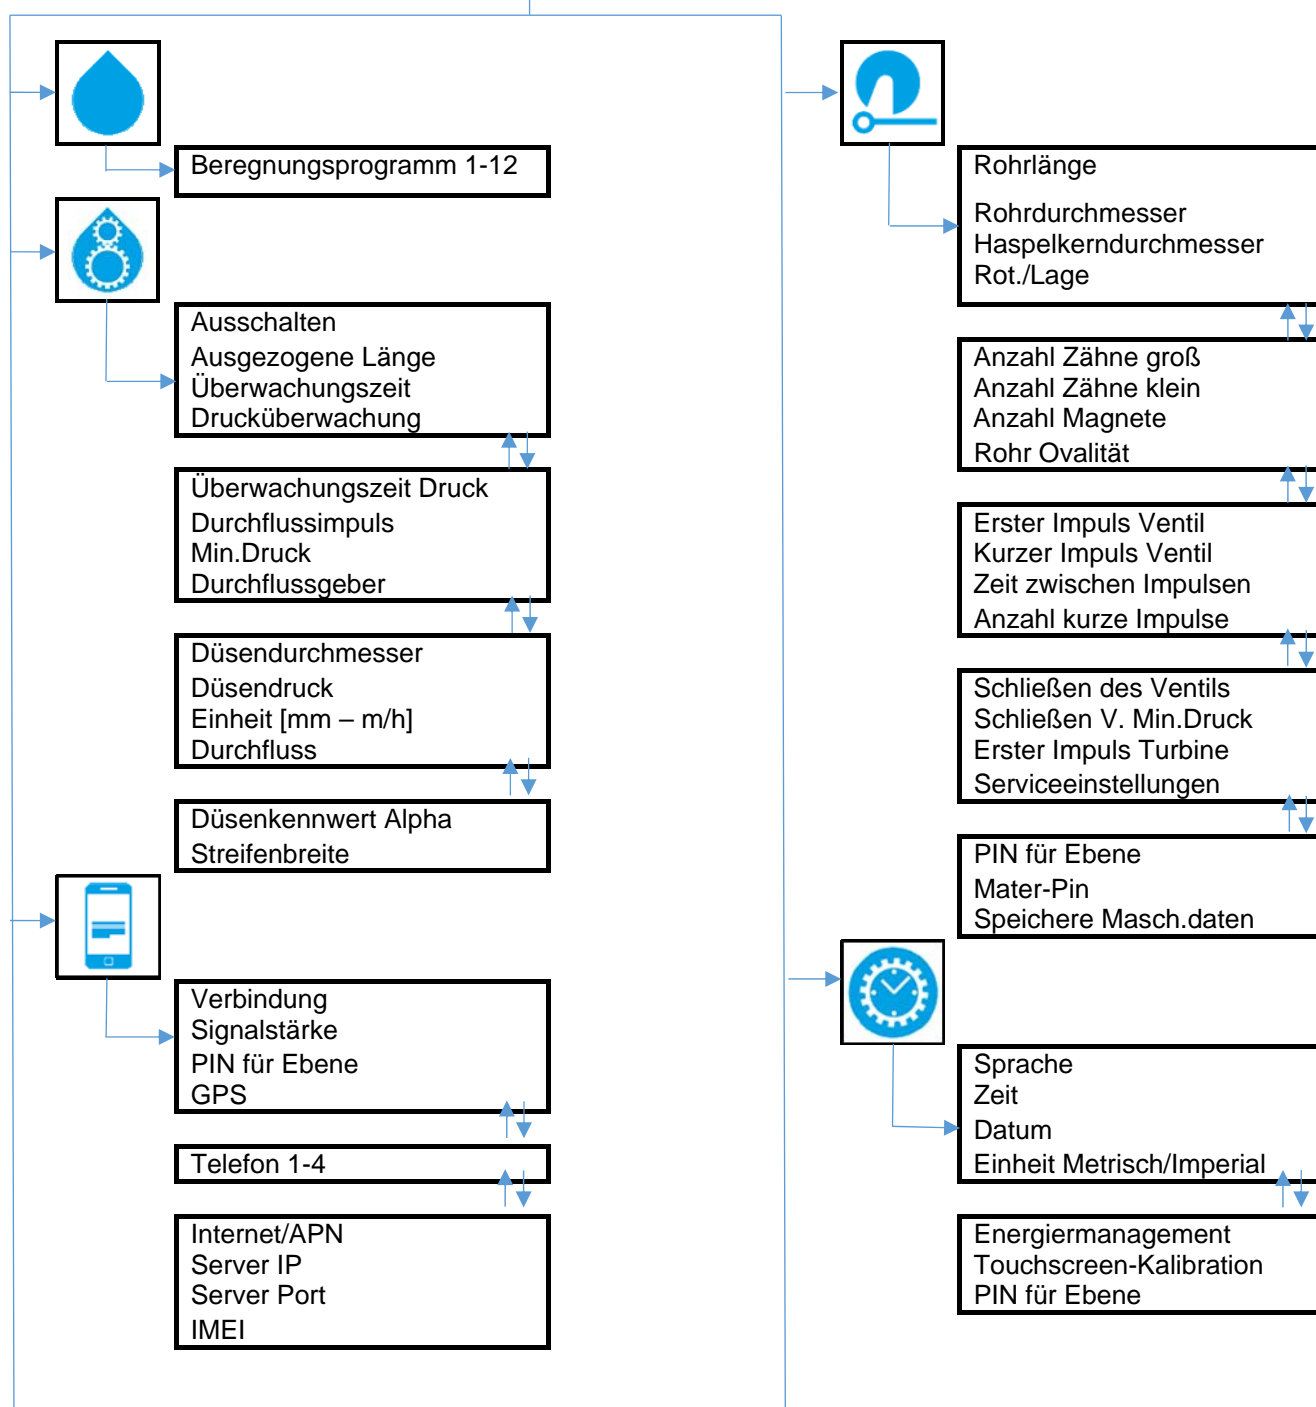 Beregnungsprogramm 1-12
Ausschalten
Ausgezogene Länge
Überwachungszeit
Drucküberwachung
Überwachungszeit Druck
Durchflussimpuls
Min.Druck
Durchflussgeber
Düsendurchmesser
Düsendruck
Einheit [mm – m/h]
Durchfluss
Düsenkennwert Alpha
Streifenbreite
Verbindung
Signalstärke
PIN für Ebene
GPS
Telefon 1-4
Internet/APN
Server IP
Server Port
IMEI
Rohrlänge
Rohrdurchmesser
Haspelkerndurchmesser
Rot./Lage
Anzahl Zähne groß
Anzahl Zähne klein
Anzahl Magnete
Rohr Ovalität
Erster Impuls Ventil
Kurzer Impuls Ventil
Zeit zwischen Impulsen
Anzahl kurze Impulse
Schließen des Ventils
Schließen V. Min.Druck
Erster Impuls Turbine
Serviceeinstellungen
PIN für Ebene
Mater-Pin
Speichere Masch.daten
Sprache
Zeit
Datum
Einheit Metrisch/Imperial
Energiermanagement
Touchscreen-Kalibration
PIN für Ebene